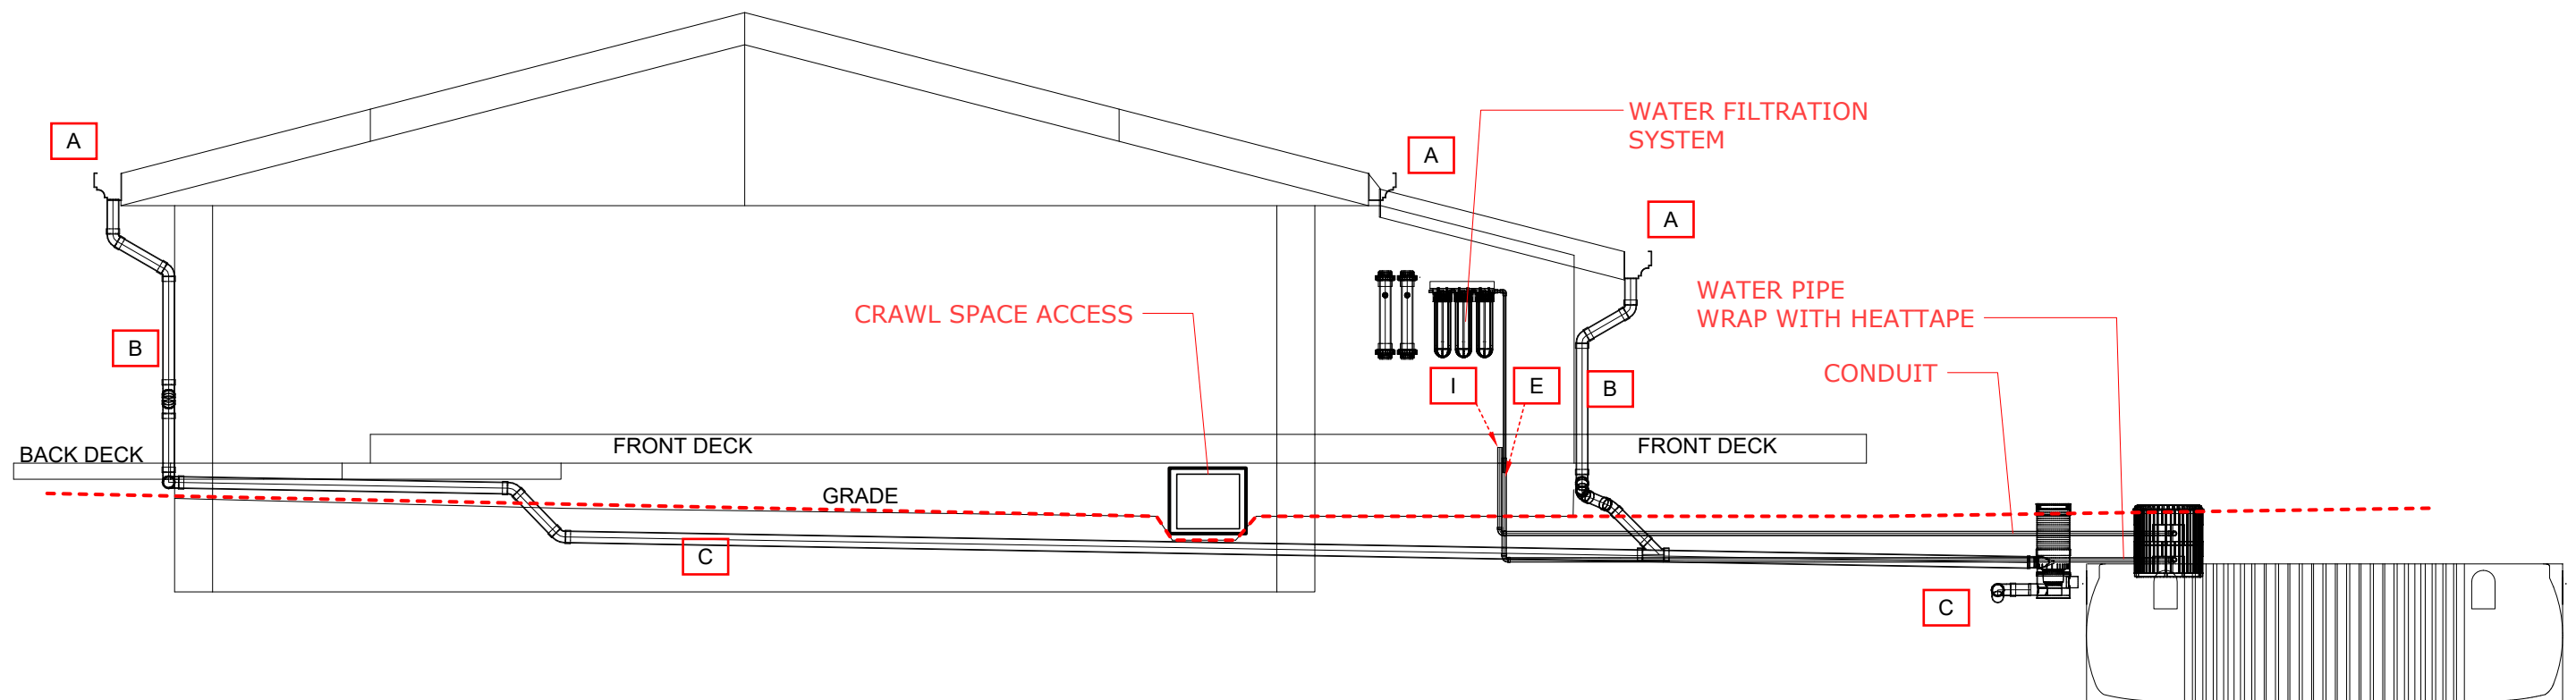 A
WATER FILTRATION
SYSTEM
A
A
WATER PIPE
WRAP WITH HEATTAPE
CRAWL SPACE ACCESS
B
CONDUIT
I
E
B
BACK DECK
FRONT DECK
FRONT DECK
GRADE
C
C